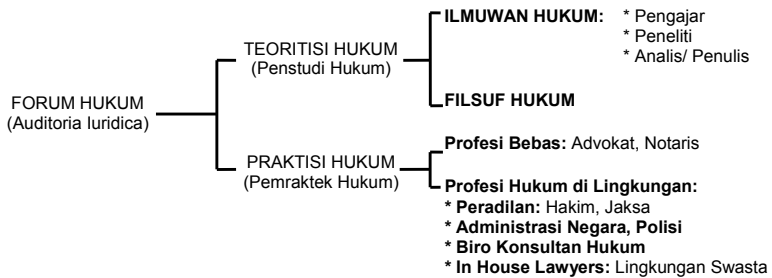 FORUM HUKUM
(Auditoria Iuridica)
TEORITISI HUKUM
(Penstudi Hukum)
ILMUWAN HUKUM: * Pengajar
* Peneliti
* Analis/ Penulis
FILSUF HUKUM
PRAKTISI HUKUM
(Pemraktek Hukum)
Profesi Bebas: Advokat, Notaris
Profesi Hukum di Lingkungan:
* Peradilan: Hakim, Jaksa
* Administrasi Negara, Polisi
* Biro Konsultan Hukum
* In House Lawyers: Lingkungan Swasta